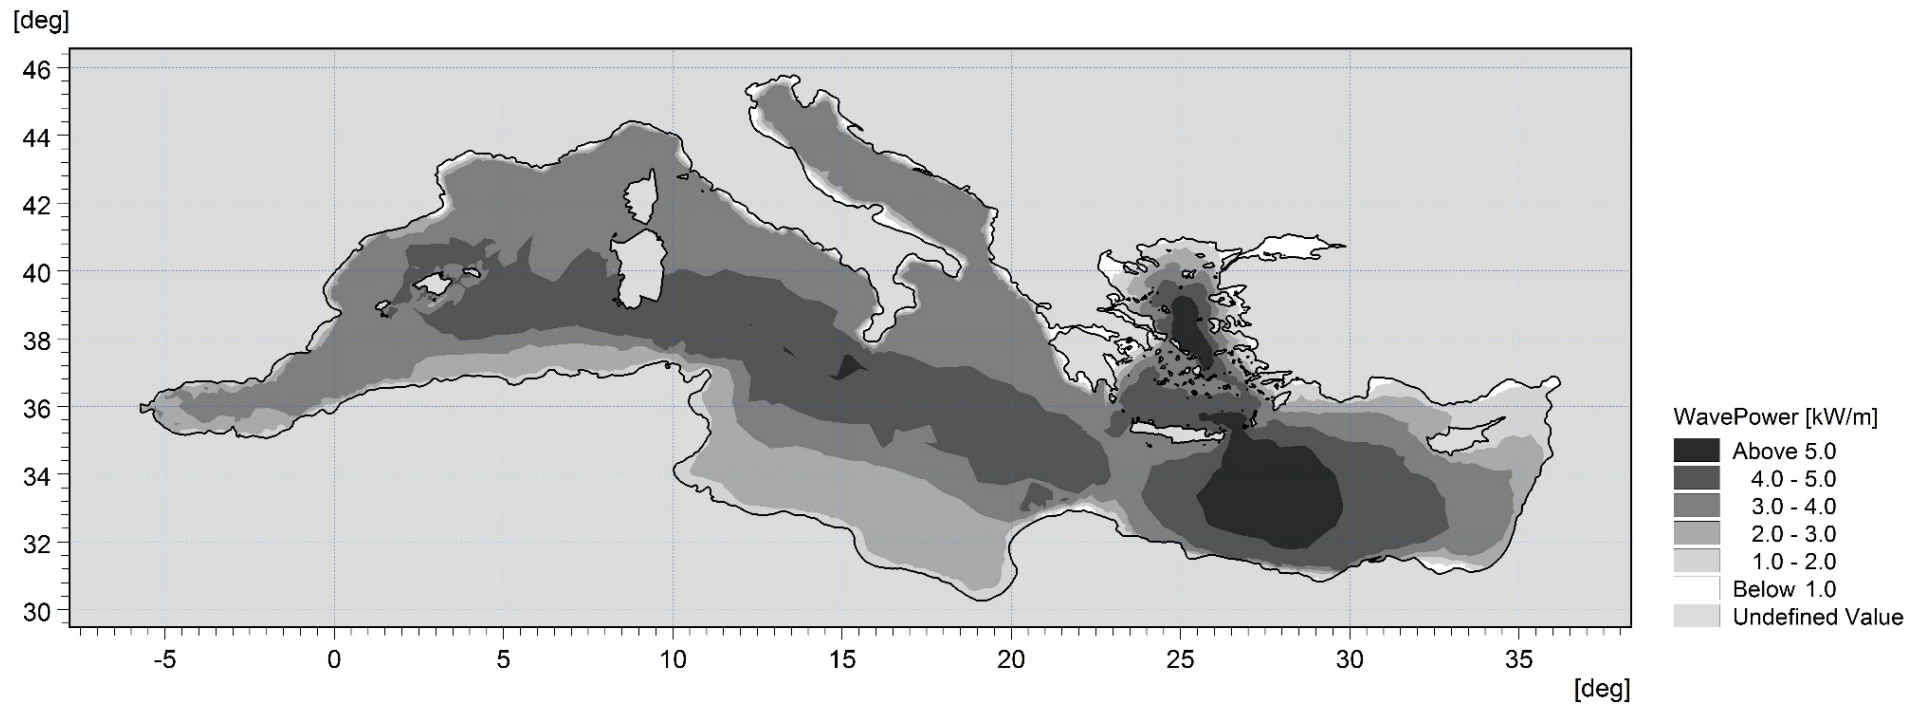 [deg]
46
44
42
40
38
36
34
32
30
-5 0 5 10 15 20 25 30 35
[deg]
WavePower [kW/m]
Above 5.0
4.0 - 5.0
3.0 - 4.0
2.0 - 3.0
1.0 - 2.0
Below 1.0
Undefined Value